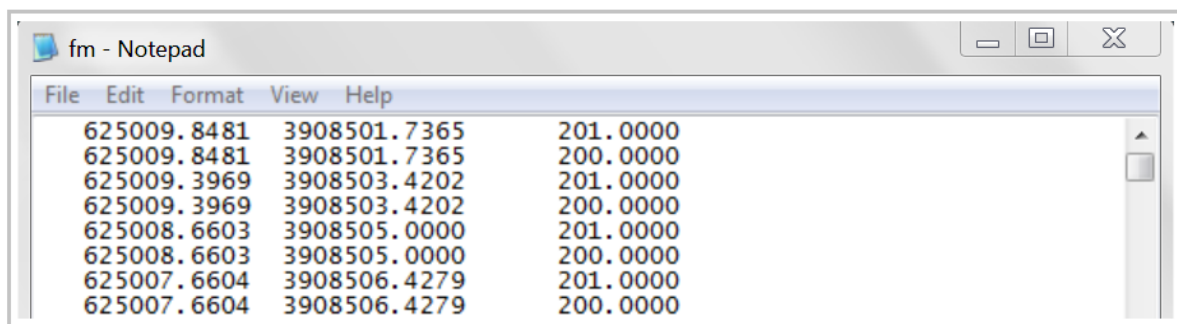 fm - Notepad
File Edit Format View Help
625009.8481 3908501.7365 201.0000
625009.8481 3908501.7365 200.0000
625009.3969 3908503.4202 201.0000
625009.3969 3908503.4202 200.0000
625008.6603 3908505.0000 201.0000
625008.6603 3908505.0000 200.0000
625007.6604 3908506.4279 201.0000
625007.6604 3908506.4279 200.0000